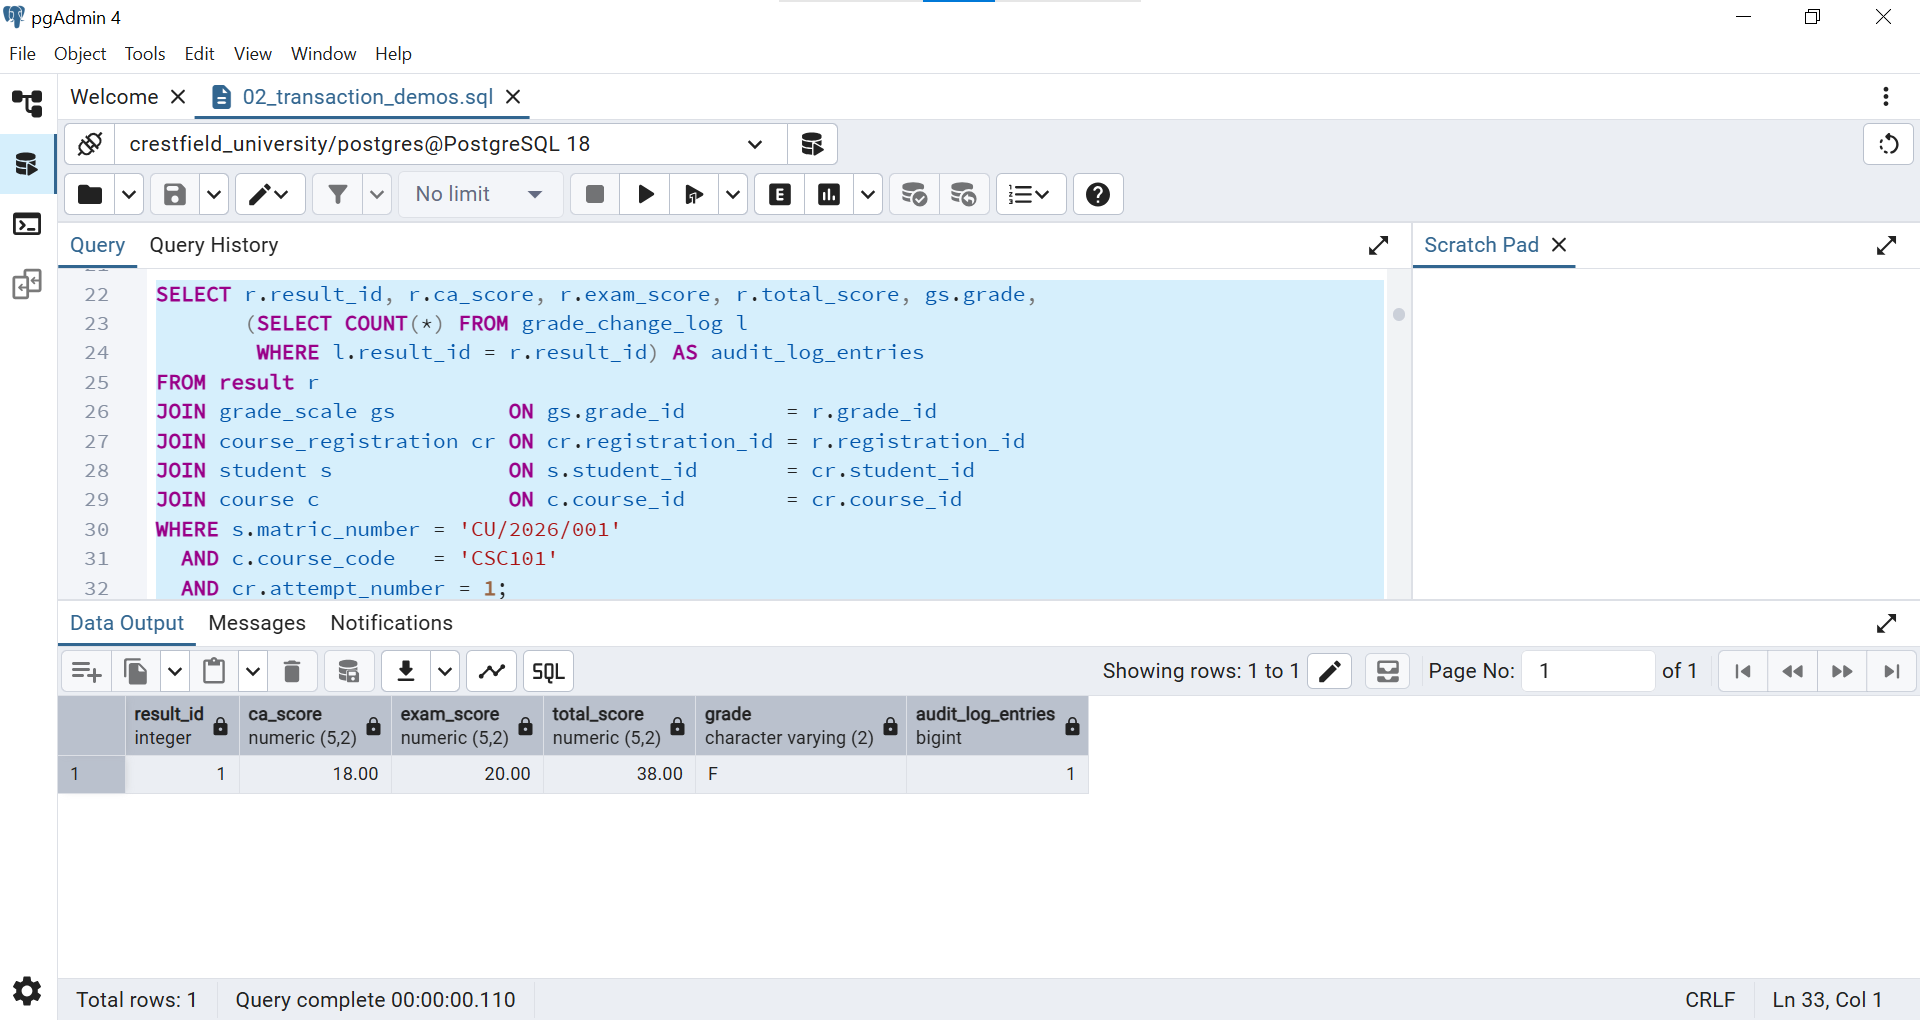 pgAdmin 4
File Object Tools Edit View Window Help
Welcome 02_transaction_demos.sql
crestfield_university/postgres@PostgreSQL 18
No limit
E
Query Query History
Scratch Pad
22 SELECT r.result_id, r.ca_score, r.exam_score, r.total_score, gs.grade,
23 (SELECT COUNT(*) FROM grade_change_log l
24 WHERE l.result_id = r.result_id) AS audit_log_entries
25 FROM result r
26 JOIN grade_scale gs ON gs.grade_id = r.grade_id
27 JOIN course_registration cr ON cr.registration_id = r.registration_id
28 JOIN student s ON s.student_id = cr.student_id
29 JOIN course c ON c.course_id = cr.course_id
30 WHERE s.matric_number = 'CU/2026/001'
31 AND c.course_code = 'CSC101'
32 AND cr.attempt_number = 1;
Data Output Messages Notifications
SQL Showing rows: 1 to 1 Page No: 1 of 1
result_id ca_score exam_score total_score grade audit_log_entries
integer numeric (5,2) numeric (5,2) numeric (5,2) character varying (2) bigint
1 1 18.00 20.00 38.00 F 1
Total rows: 1 Query complete 00:00:00.110 CRLF Ln 33, Col 1